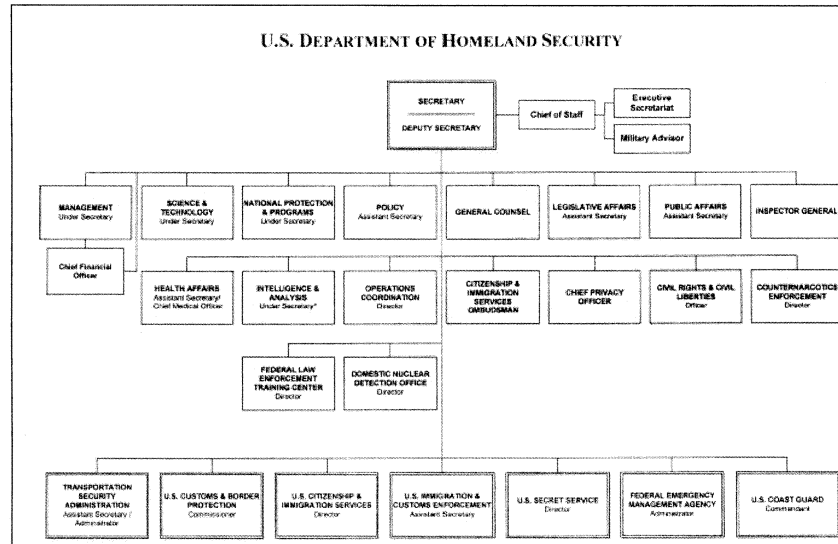 U.S. DEPARTMENT OF HOMELAND SECURITY
SECRETARY
DEPUTY SECRETARY
Chief of Staff
Executive
Secretariat
Military Advisor
MANAGEMENT
Under Secretary
SCIENCE &
TECHNOLOGY
Under Secretary
NATIONAL PROTECTION
& PROGRAMS
Under Secretary
POLICY
Assistant Secretary
GENERAL COUNSEL
LEGISLATIVE AFFAIRS
Assistant Secretary
PUBLIC AFFAIRS
Assistant Secretary
INSPECTOR GENERAL
Chief Financial
Officer
HEALTH AFFAIRS
Assistant Secretary/
Chief Medical Officer
INTELLIGENCE &
ANALYSIS
Under Secretary*
OPERATIONS
COORDINATION
Director
CITIZENSHIP &
IMMIGRATION
SERVICES
OMBUDSMAN
CHIEF PRIVACY
OFFICER
CIVIL RIGHTS & CIVIL
LIBERTIES
Officer
COUNTERNARCOTICS
ENFORCEMENT
Director
FEDERAL LAW
ENFORCEMENT
TRAINING CENTER
Director
DOMESTIC NUCLEAR
DETECTION OFFICE
Director
TRANSPORTATION
SECURITY
ADMINISTRATION
Assistant Secretary /
Administrator
U.S. CUSTOMS & BORDER
PROTECTION
Commissioner
U.S. CITIZENSHIP &
IMMIGRATION SERVICES
Director
U.S. IMMIGRATION &
CUSTOMS ENFORCEMENT
Assistant Secretary
U.S. SECRET SERVICE
Director
FEDERAL EMERGENCY
MANAGEMENT AGENCY
Administrator
U.S. COAST GUARD
Commandant